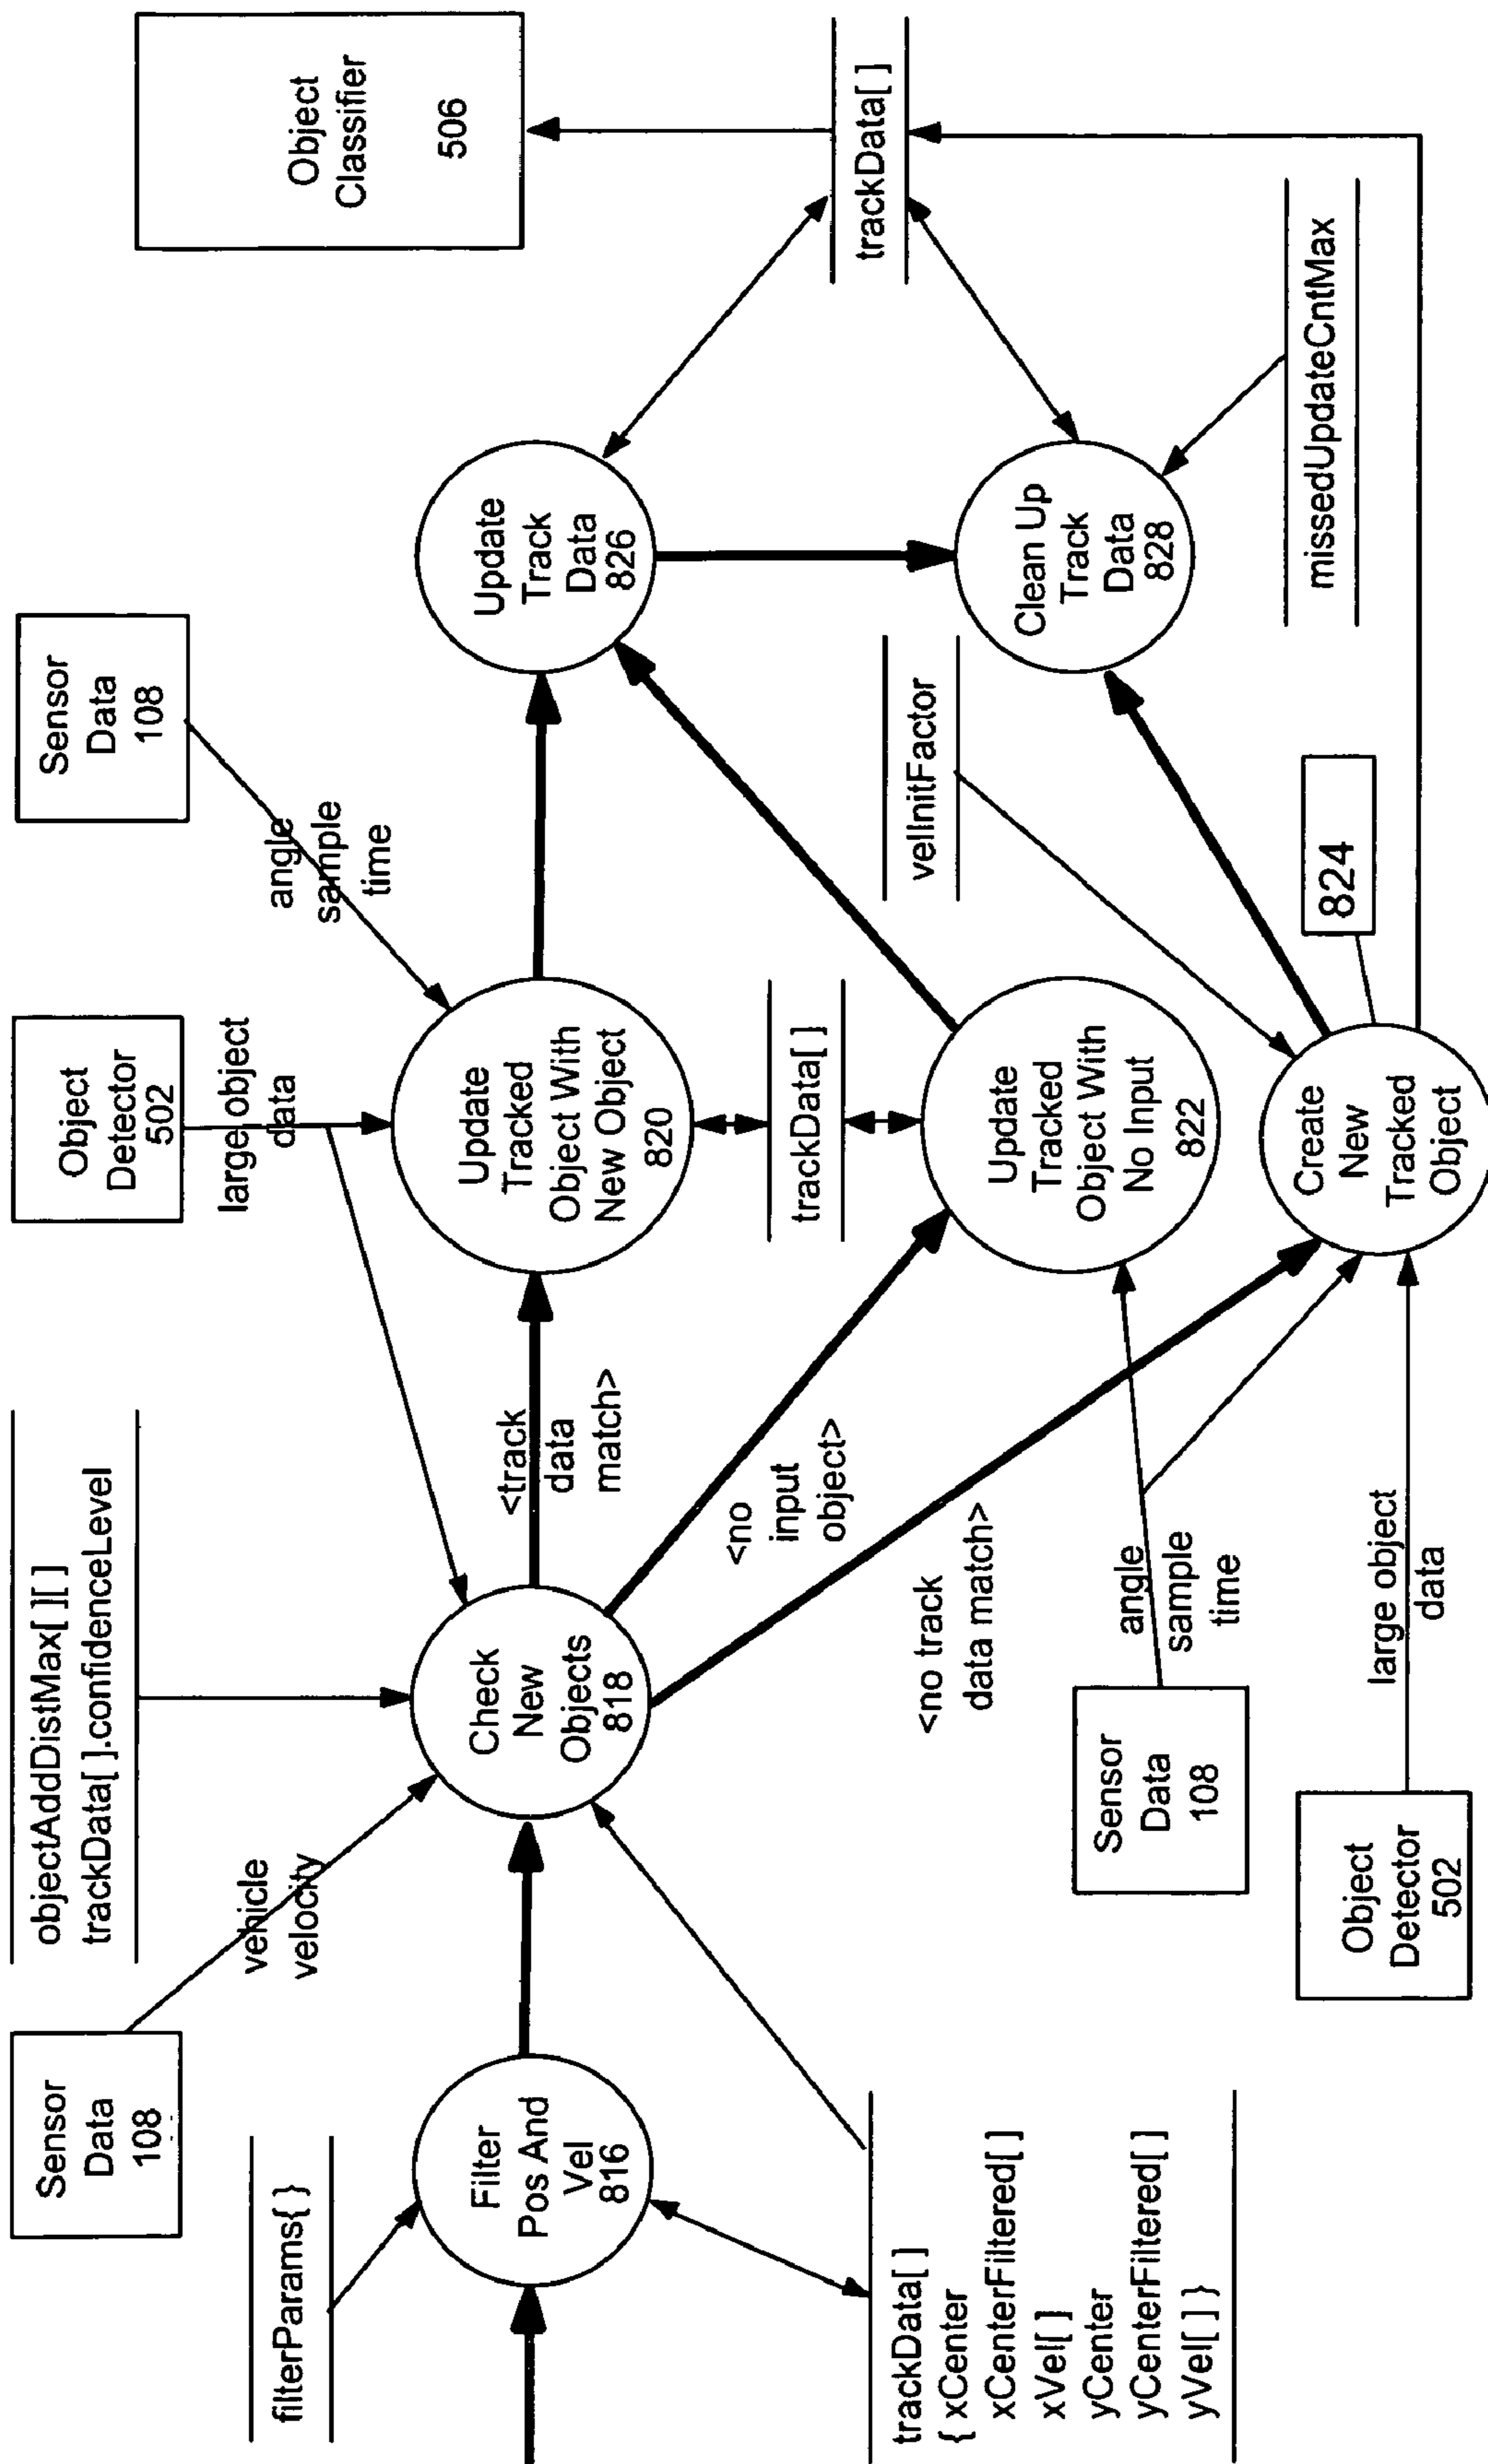 Sensor
Data
108
objectAddDistMax[ ][ ]
trackData[ ].confidenceLevel
Object
Detector
502
Sensor
Data
108
Object
Classifier
506
filterParams{ }
vehicle
velocity
large object
data
angle
sample
time
Filter
Pos And
Vel
816
Check
New
Objects
818
<track
data
match>
Update
Tracked
Object With
New Object
820
Update
Track
Data
826
trackData[ ]
trackData[ ]
{ xCenter
xCenterFiltered[ ]
xVel[ ]
yCenter
yCenterFiltered[ ]
yVel[ ] }
<no
input
object>
<no track
data match>
trackData[ ]
velInitFactor
Update
Tracked
Object With
No Input
822
Clean Up
Track
Data
828
Sensor
Data
108
angle
sample
time
824
missedUpdateCntMax
Object
Detector
502
large object
data
Create
New
Tracked
Object